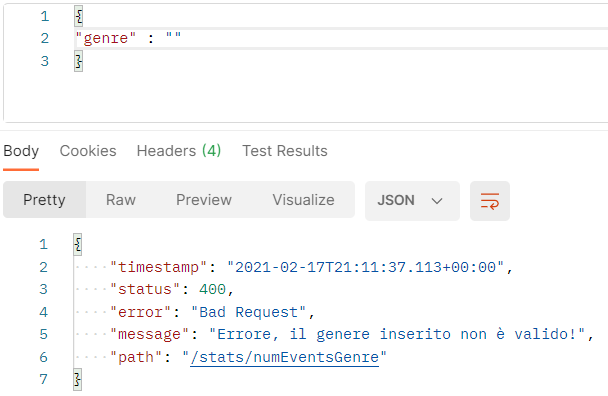 1 {
2 "genre" : ""
3 }
Body Cookies Headers (4) Test Results
Pretty Raw Preview Visualize JSON
1 {
2 "timestamp": "2021-02-17T21:11:37.113+00:00",
3 "status": 400,
4 "error": "Bad Request",
5 "message": "Errore, il genere inserito non è valido!",
6 "path": "/stats/numEventsGenre"
7 }